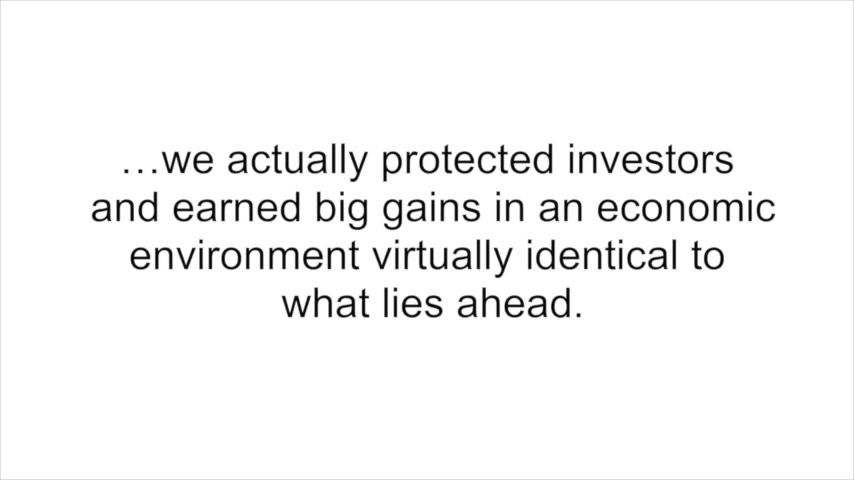 …we actually protected investors
and earned big gains in an economic
environment virtually identical to
what lies ahead.